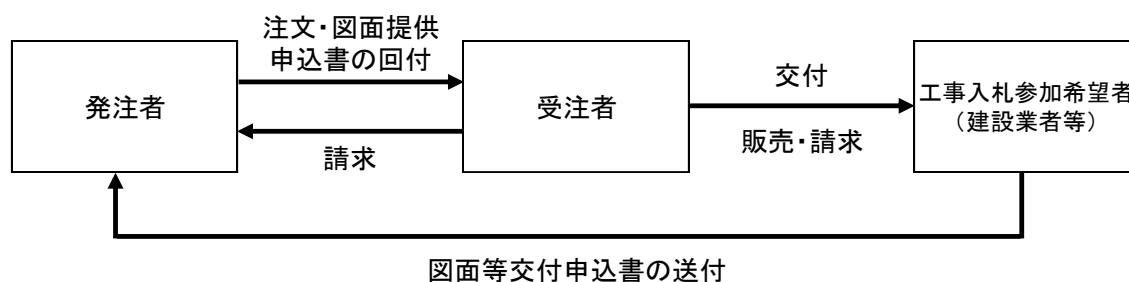 注文・図面提供
申込書の回付
発注者
受注者
交付
工事入札参加希望者
（建設業者等）
請求
販売・請求
図面等交付申込書の送付